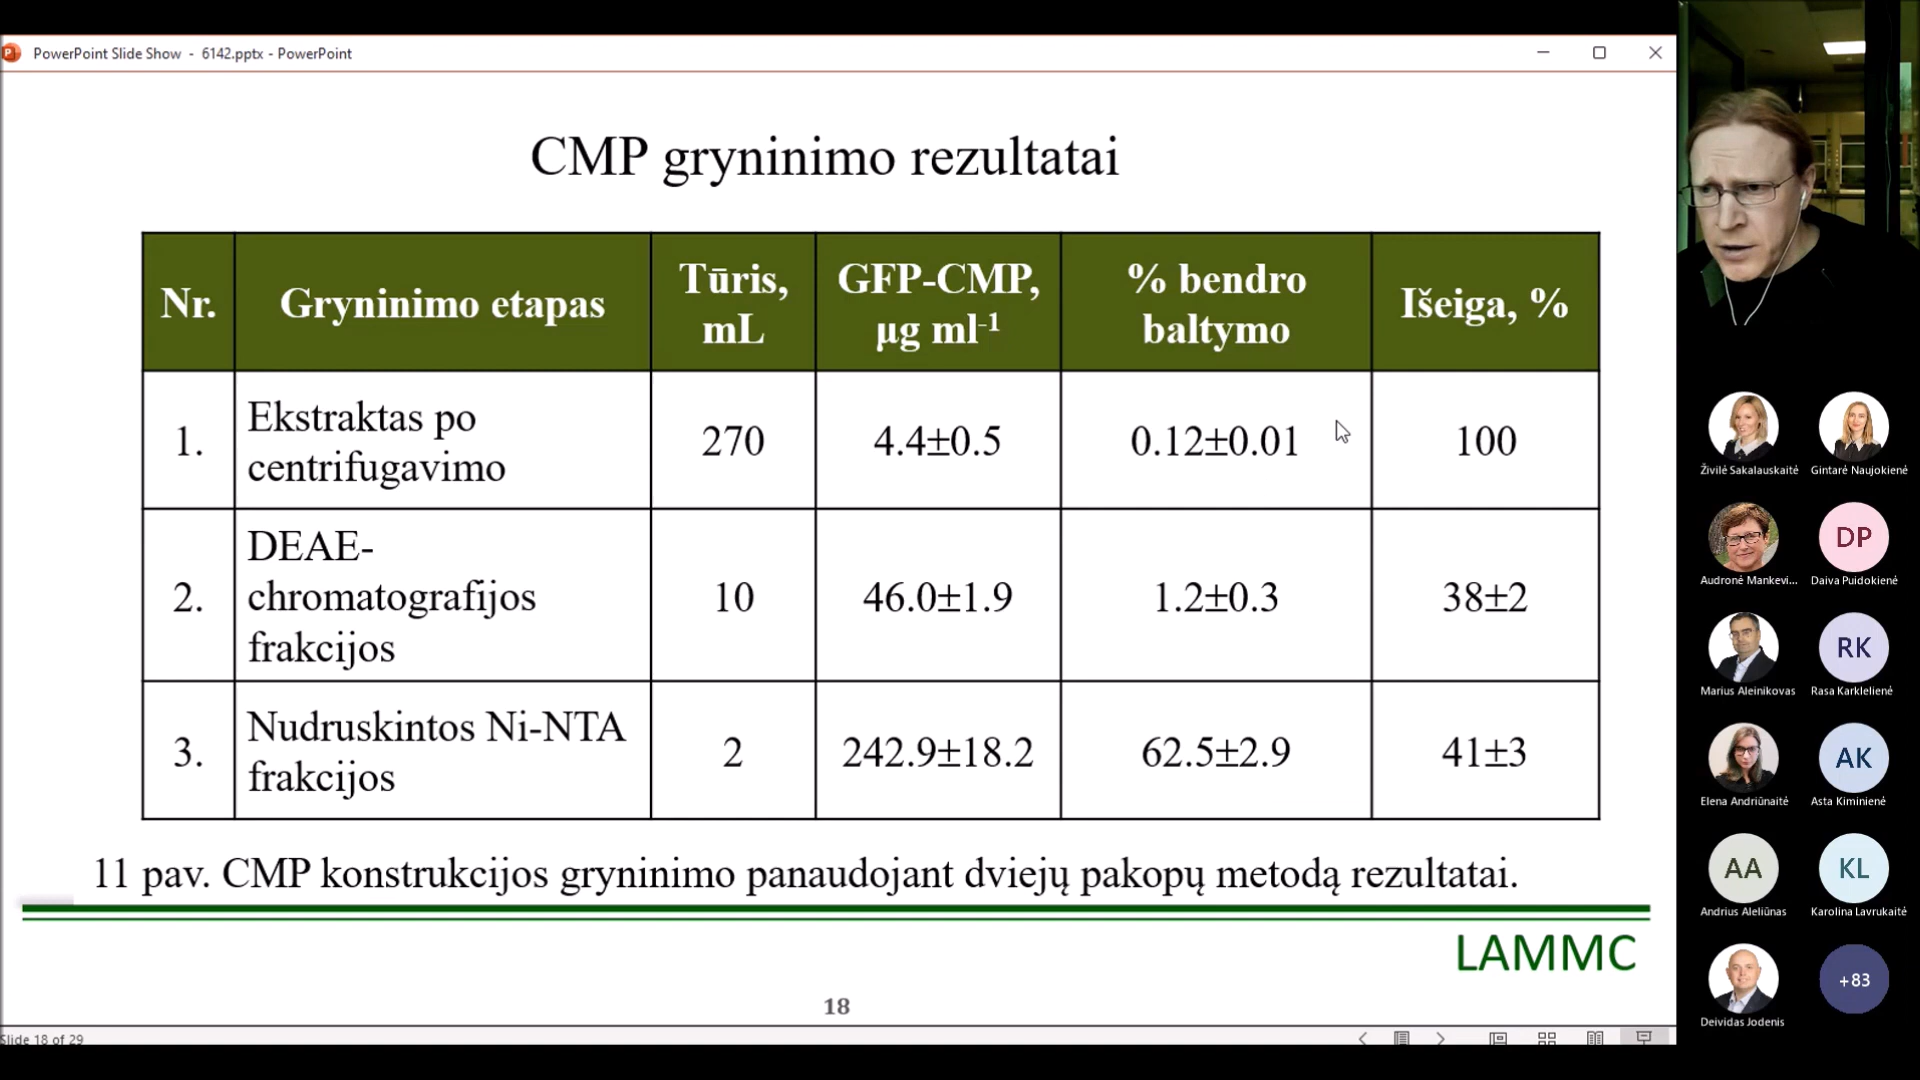 PowerPoint Slide Show - 6142.pptx - PowerPoint
CMP gryninimo rezultatai
Nr.
Gryninimo etapas
Tūris,
mL
GFP-CMP,
µg ml-1
% bendro
baltymo
Išeiga, %
1.
Ekstraktas po
centrifugavimo
270
4.4±0.5
0.12±0.01
100
2.
DEAE-
chromatografijos
frakcijos
10
46.0±1.9
1.2±0.3
38±2
3.
Nudruskintos Ni-NTA
frakcijos
2
242.9±18.2
62.5±2.9
41±3
11 pav. CMP konstrukcijos gryninimo panaudojant dviejų pakopų metodą rezultatai.
LAMMC
18
Slide 18 of 29
Živilė Sakalauskaitė
Gintarė Naujokienė
Audronė Mankevi...
DP
Daiva Puidokienė
Marius Aleinikovas
RK
Rasa Karklelienė
Elena Andriūnaitė
AK
Asta Kiminienė
AA
Andrius Aleliūnas
KL
Karolina Lavrukaitė
Deividas Jodenis
+83